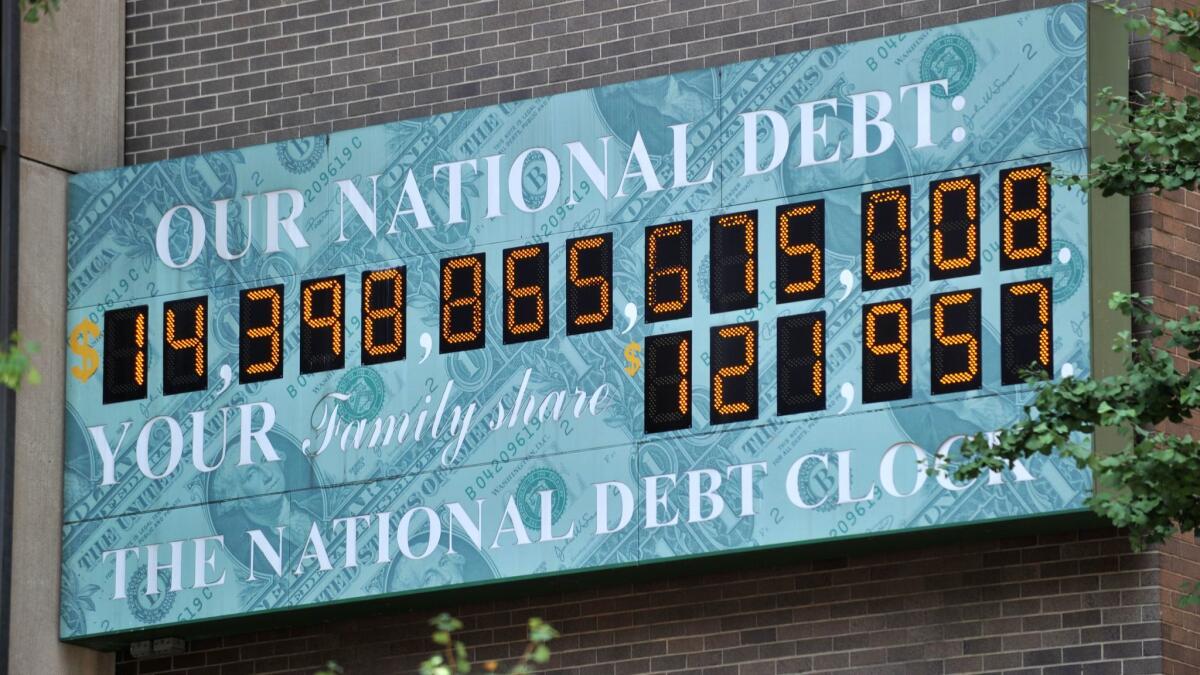 OUR NATIONAL DEBT:
$14,398,865,675,008.
YOUR Family share $121,957.
THE NATIONAL DEBT CLOCK